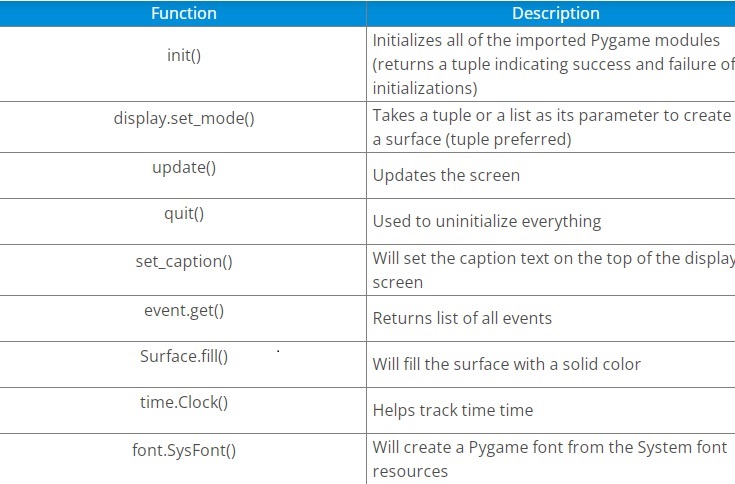 Function Description
init() Initializes all of the imported Pygame modules
(returns a tuple indicating success and failure of
initializations)
display.set_mode() Takes a tuple or a list as its parameter to create
a surface (tuple preferred)
update() Updates the screen
quit() Used to uninitialize everything
set_caption() Will set the caption text on the top of the display
screen
event.get() Returns list of all events
Surface.fill() Will fill the surface with a solid color
time.Clock() Helps track time time
font.SysFont() Will create a Pygame font from the System font
resources